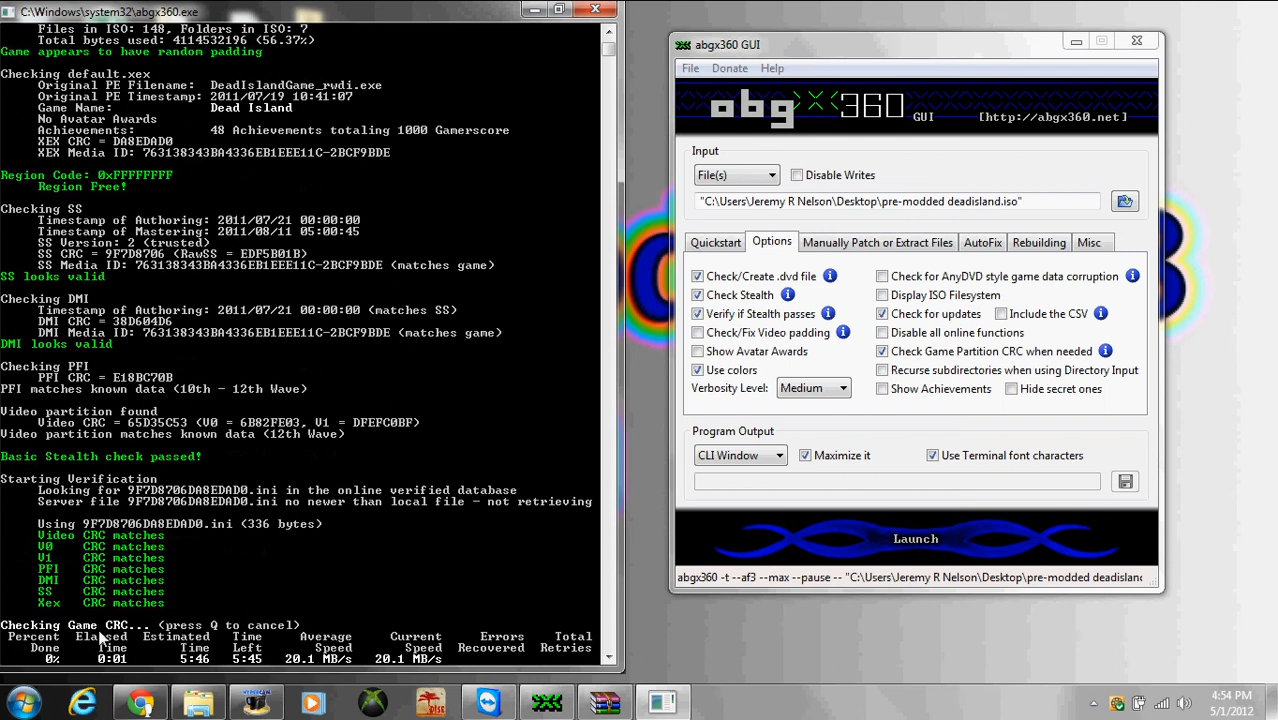 C:\Windows\system32\abgx360.exe
Files in ISO: 148, Folders in ISO: 7
Total bytes used: 4114532196 (56.37%)
Game appears to have random padding
Checking default.xex
Original PE Filename: DeadIslandGame_rwdi.exe
Original PE Timestamp: 2011/07/19 10:41:07
Game Name: Dead Island
No Avatar Awards
Achievements: 48 Achievements totaling 1000 Gamerscore
XEX CRC = DA8EDAD0
XEX Media ID: 763138343BA4336EB1EEE11C-2BCF9BDE
Region Code: 0xFFFFFFFF
Region Free!
Checking SS
Timestamp of Authoring: 2011/07/21 00:00:00
Timestamp of Mastering: 2011/08/11 05:00:45
SS Version: 2 (trusted)
SS CRC = 9F7D8706 (RawSS = EDF5B01B)
SS Media ID: 763138343BA4336EB1EEE11C-2BCF9BDE (matches game)
SS looks valid
Checking DMI
Timestamp of Authoring: 2011/07/21 00:00:00 (matches SS)
DMI CRC = 38D604D6
DMI Media ID: 763138343BA4336EB1EEE11C-2BCF9BDE (matches game)
DMI looks valid
Checking PFI
PFI CRC = E18BC70B
PFI matches known data (10th - 12th Wave)
Video partition found
Video CRC = 65D35C53 (V0 = 6B82FE03, V1 = DFEFC0BF)
Video partition matches known data (12th Wave)
Basic Stealth check passed!
Starting Verification
Looking for 9F7D8706DA8EDAD0.ini in the online verified database
Server file 9F7D8706DA8EDAD0.ini no newer than local file - not retrieving
Using 9F7D8706DA8EDAD0.ini (336 bytes)
Video CRC matches
V0 CRC matches
V1 CRC matches
PFI CRC matches
DMI CRC matches
SS CRC matches
Xex CRC matches
Checking Game CRC... (press Q to cancel)
Percent Elapsed Estimated Time Average Current Errors Total
Done Time Time Left Speed Speed Recovered Retries
0% 0:01 5:46 5:45 20.1 MB/s 20.1 MB/s
abgx360 GUI
File Donate Help
abgx360 GUI [http://abgx360.net]
Input
File(s) Disable Writes
"C:\Users\Jeremy R Nelson\Desktop\pre-modded deadisland.iso"
Quickstart Options Manually Patch or Extract Files AutoFix Rebuilding Misc
Check/Create .dvd file Check for AnyDVD style game data corruption
Check Stealth Display ISO Filesystem
Verify if Stealth passes Check for updates Include the CSV
Check/Fix Video padding Disable all online functions
Show Avatar Awards Check Game Partition CRC when needed
Use colors Recurse subdirectories when using Directory Input
Verbosity Level: Medium Show Achievements Hide secret ones
Program Output
CLI Window Maximize it Use Terminal font characters
Launch
abgx360 -t --af3 --max --pause -- "C:\Users\Jeremy R Nelson\Desktop\pre-modded deadisland
4:54 PM
5/1/2012